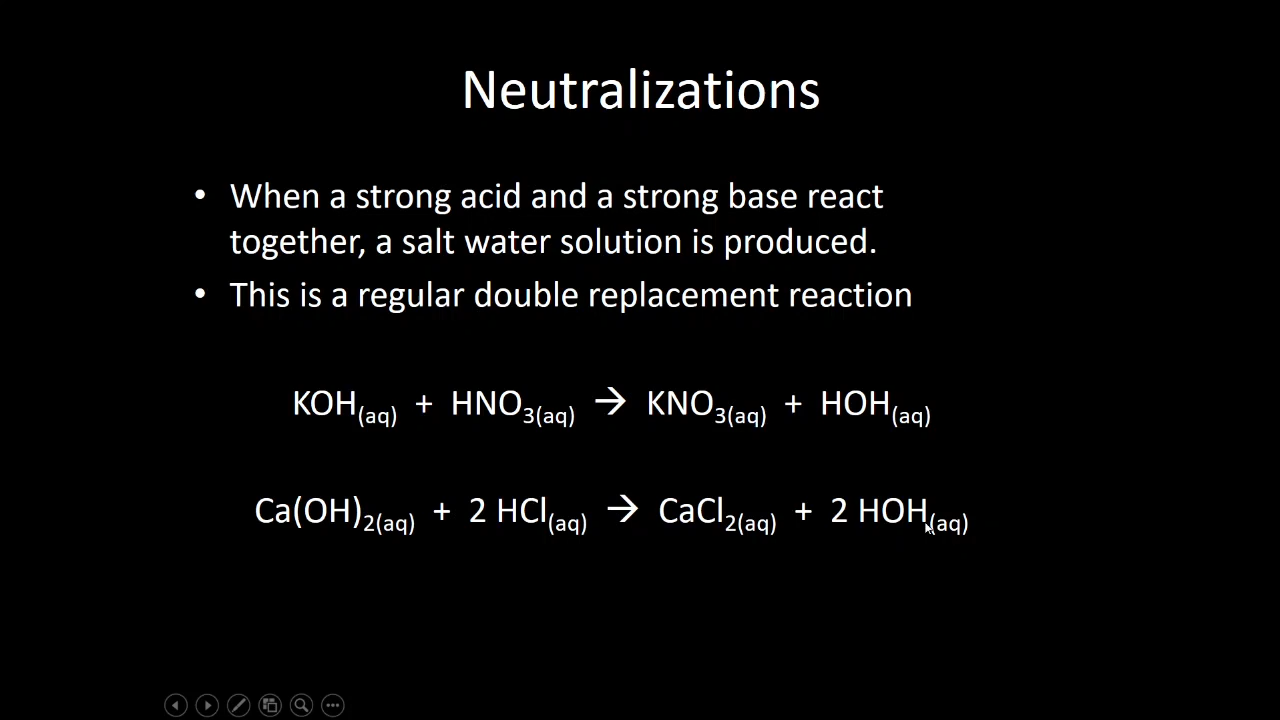 Neutralizations
• When a strong acid and a strong base react
together, a salt water solution is produced.
• This is a regular double replacement reaction
KOH(aq) + HNO3(aq) → KNO3(aq) + HOH(aq)
Ca(OH)2(aq) + 2 HCl(aq) → CaCl2(aq) + 2 HOH(aq)